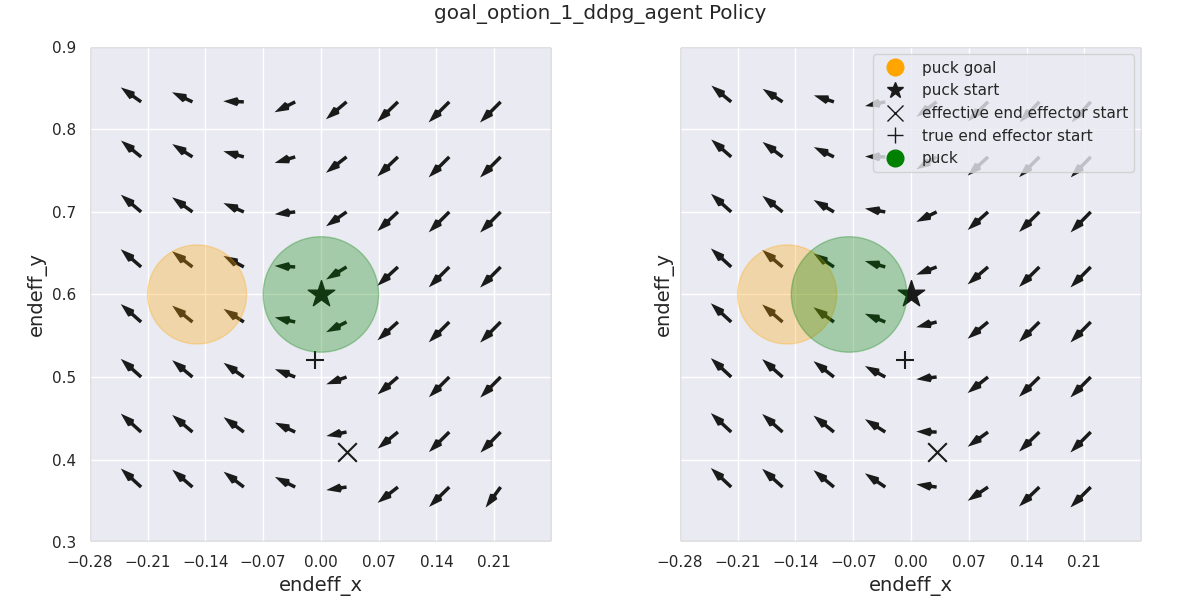 goal_option_1_ddpg_agent Policy
0.9
0.8
0.7
0.6
0.5
0.4
0.3
endeff_y
−0.28 −0.21 −0.14 −0.07 0.00 0.07 0.14 0.21
endeff_x
endeff_y
puck goal
puck start
effective end effector start
true end effector start
puck
−0.28 −0.21 −0.14 −0.07 0.00 0.07 0.14 0.21
endeff_x